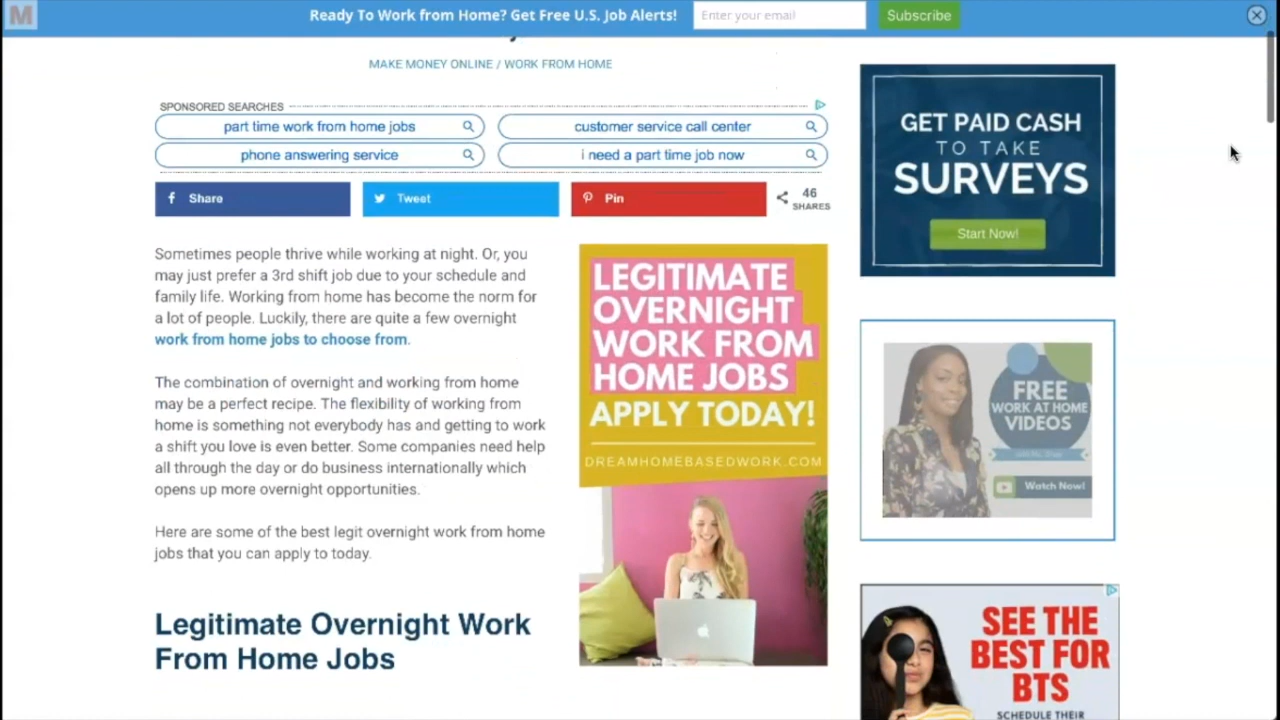 M
Ready To Work from Home? Get Free U.S. Job Alerts!
Enter your email
Subscribe
MAKE MONEY ONLINE / WORK FROM HOME
SPONSORED SEARCHES
part time work from home jobs
customer service call center
phone answering service
i need a part time job now
Share
Tweet
Pin
46
SHARES
Sometimes people thrive while working at night. Or, you
may just prefer a 3rd shift job due to your schedule and
family life. Working from home has become the norm for
a lot of people. Luckily, there are quite a few overnight
work from home jobs to choose from.
The combination of overnight and working from home
may be a perfect recipe. The flexibility of working from
home is something not everybody has and getting to work
a shift you love is even better. Some companies need help
all through the day or do business internationally which
opens up more overnight opportunities.
Here are some of the best legit overnight work from home
jobs that you can apply to today.
Legitimate Overnight Work
From Home Jobs
LEGITIMATE
OVERNIGHT
WORK FROM
HOME JOBS
APPLY TODAY!
DREAMHOMEBASEDWORK.COM
GET PAID CASH
TO TAKE
SURVEYS
Start Now!
FREE
WORK AT HOME
VIDEOS
Watch Now!
SEE THE
BEST FOR
BTS
SCHEDULE THEIR